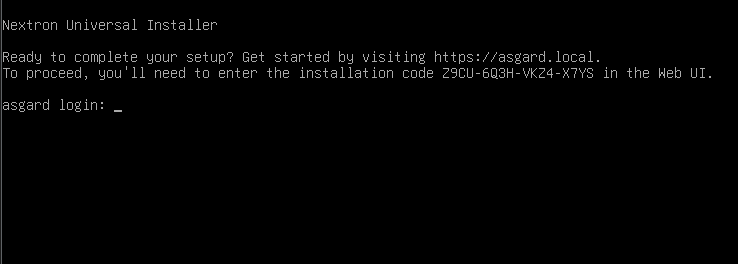 Nextron Universal Installer
Ready to complete your setup? Get started by visiting https://asgard.local.
To proceed, you'll need to enter the installation code Z9CU-6Q3H-VKZ4-X7YS in the Web UI.
asgard login: _